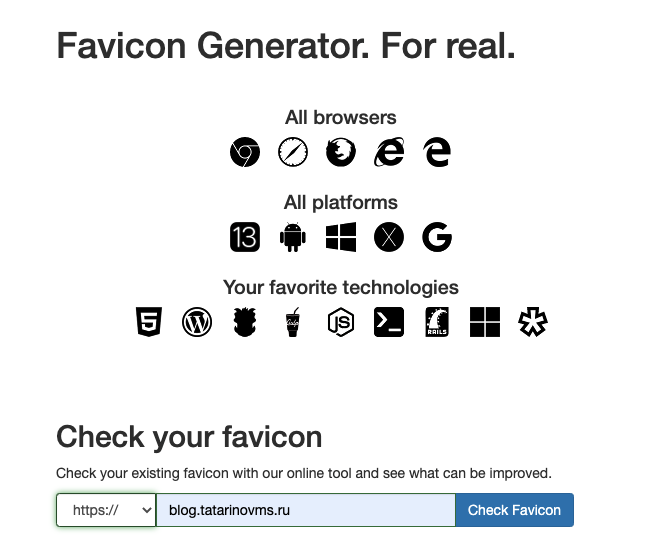 Favicon Generator. For real.
All browsers
All platforms
13
X
G
Your favorite technologies
5
W
Gulp
JS
>_
RAILS
Check your favicon
Check your existing favicon with our online tool and see what can be improved.
https:// blog.tatarinovms.ru Check Favicon